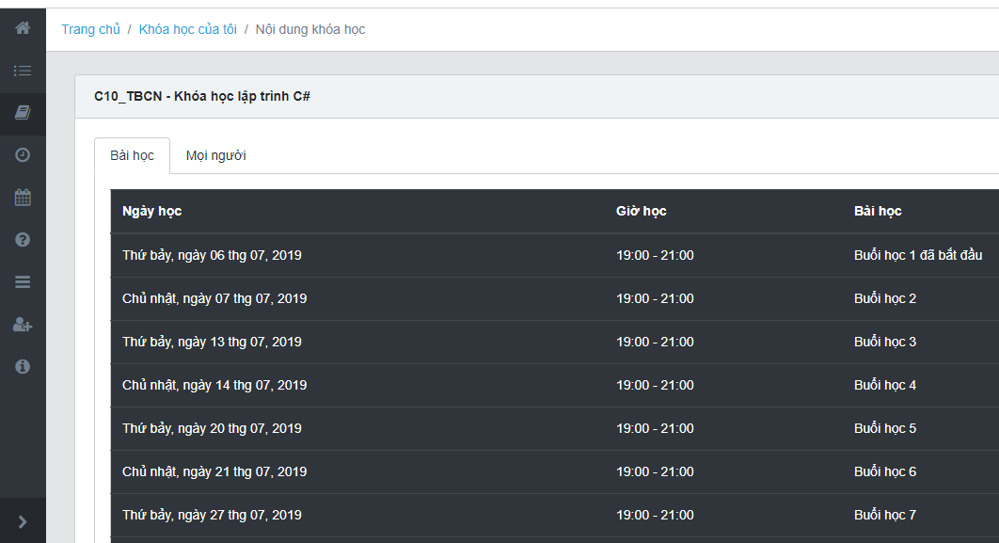 Trang chủ / Khóa học của tôi / Nội dung khóa học
C10_TBCN - Khóa học lập trình C#
Bài học Mọi người
Ngày học Giờ học Bài học
Thứ bảy, ngày 06 thg 07, 2019 19:00 - 21:00 Buổi học 1 đã bắt đầu
Chủ nhật, ngày 07 thg 07, 2019 19:00 - 21:00 Buổi học 2
Thứ bảy, ngày 13 thg 07, 2019 19:00 - 21:00 Buổi học 3
Chủ nhật, ngày 14 thg 07, 2019 19:00 - 21:00 Buổi học 4
Thứ bảy, ngày 20 thg 07, 2019 19:00 - 21:00 Buổi học 5
Chủ nhật, ngày 21 thg 07, 2019 19:00 - 21:00 Buổi học 6
Thứ bảy, ngày 27 thg 07, 2019 19:00 - 21:00 Buổi học 7